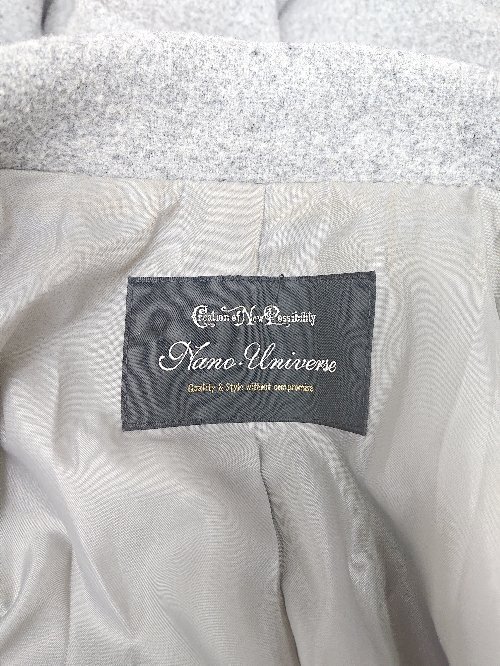 Creation of New Possibility
Nano·Universe
Quality & Style without compromise